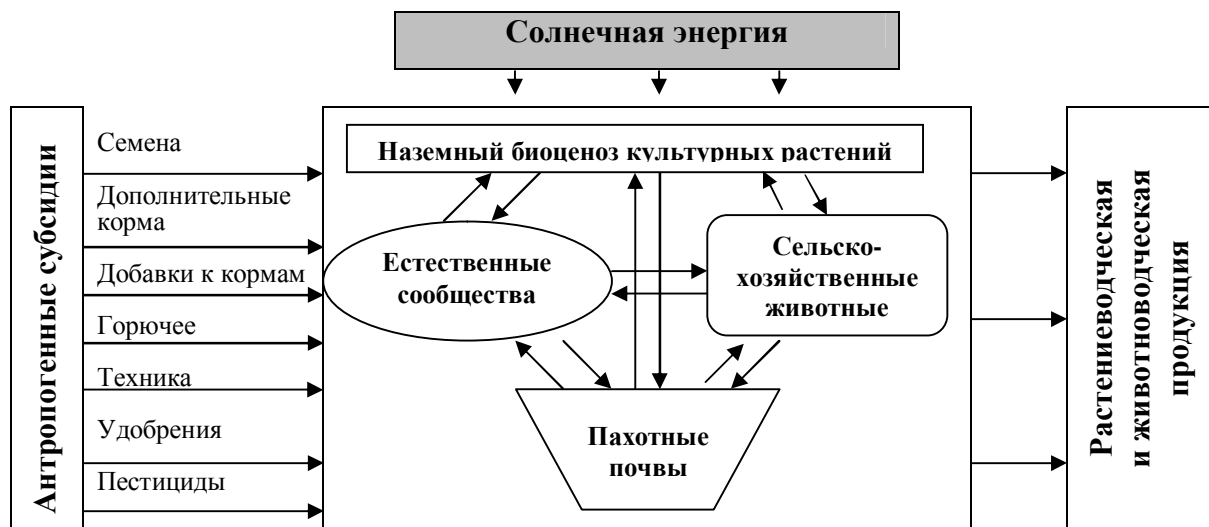 Солнечная энергия
Антропогенные субсидии
Семена
Дополнительные
корма
Добавки к кормам
Горючее
Техника
Удобрения
Пестициды
Наземный биоценоз культурных растений
Естественные
сообщества
Сельско-
хозяйственные
животные
Пахотные
почвы
Растениеводческая
и животноводческая
продукция